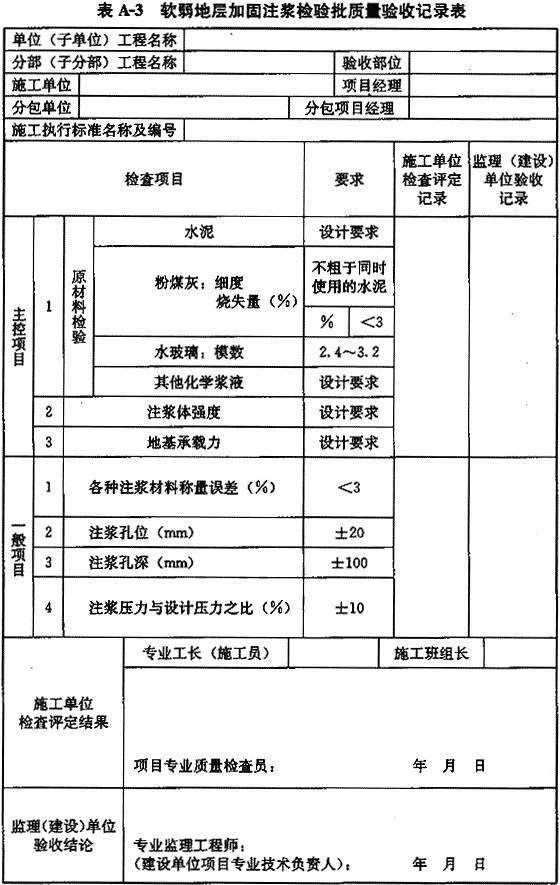 表 A-3 软弱地层加固注浆检验批质量验收记录表
单位（子单位）工程名称
分部（子分部）工程名称 验收部位
施工单位 项目经理
分包单位 分包项目经理
施工执行标准名称及编号
检查项目 要求 施工单位检查评定记录 监理（建设）单位验收记录
主控项目
1 原材料检验
水泥 设计要求
粉煤灰：细度 不粗于同时使用的水泥
烧失量（%） % <3
水玻璃：模数 2.4～3.2
其他化学浆液 设计要求
2 注浆体强度 设计要求
3 地基承载力 设计要求
一般项目
1 各种注浆材料称量误差（%） <3
2 注浆孔位（mm） ±20
3 注浆孔深（mm） ±100
4 注浆压力与设计压力之比（%） ±10
施工单位检查评定结果
专业工长（施工员） 施工班组长
项目专业质量检查员： 年 月 日
监理(建设)单位验收结论
专业监理工程师：
（建设单位项目专业技术负责人）： 年 月 日